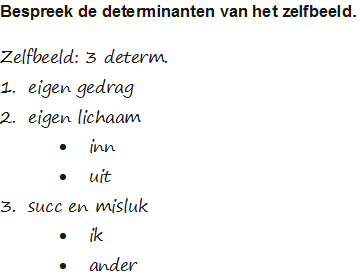 Bespreek de determinanten van het zelfbeeld.
Zelfbeeld: 3 determ.
1. eigen gedrag
2. eigen lichaam
• inn
• uit
3. succ en misluk
• ik
• ander